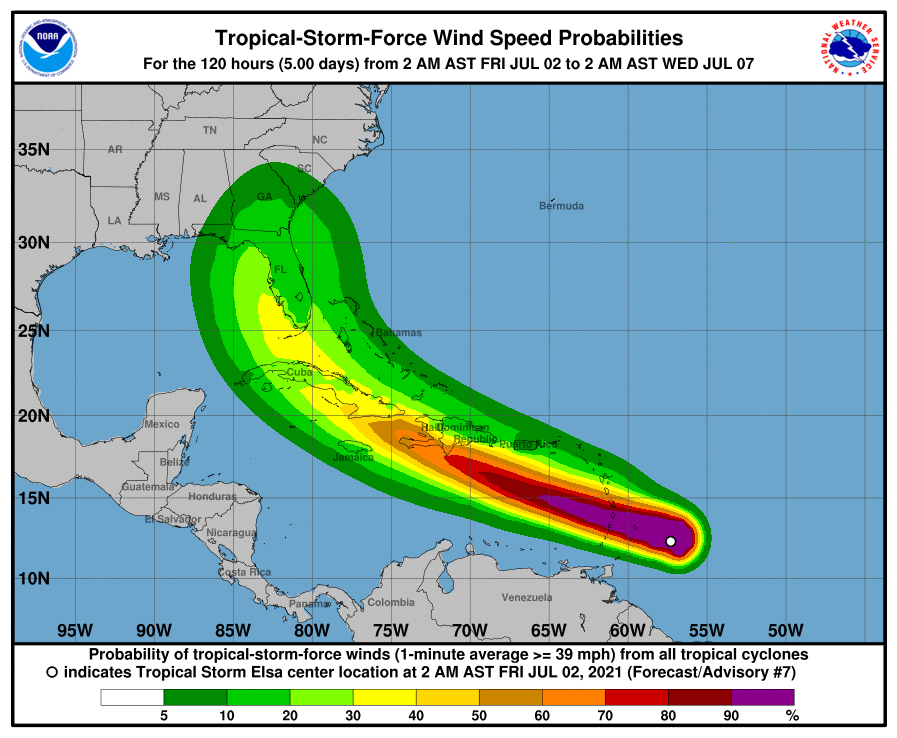 NOAA
Tropical-Storm-Force Wind Speed Probabilities
For the 120 hours (5.00 days) from 2 AM AST FRI JUL 02 to 2 AM AST WED JUL 07
NATIONAL WEATHER SERVICE
35N
AR
TN
NC
SC
MS
AL
GA
LA
Bermuda
30N
FL
25N
Bahamas
Cuba
20N
Mexico
Haiti
Dominican
Republic
Puerto Rico
Jamaica
Belize
Guatemala
15N
Honduras
El Salvador
Nicaragua
10N
Costa Rica
Panama
Colombia
Venezuela
95W 90W 85W 80W 75W 70W 65W 60W 55W 50W
Probability of tropical-storm-force winds (1-minute average >= 39 mph) from all tropical cyclones
indicates Tropical Storm Elsa center location at 2 AM AST FRI JUL 02, 2021 (Forecast/Advisory #7)
5 10 20 30 40 50 60 70 80 90 %